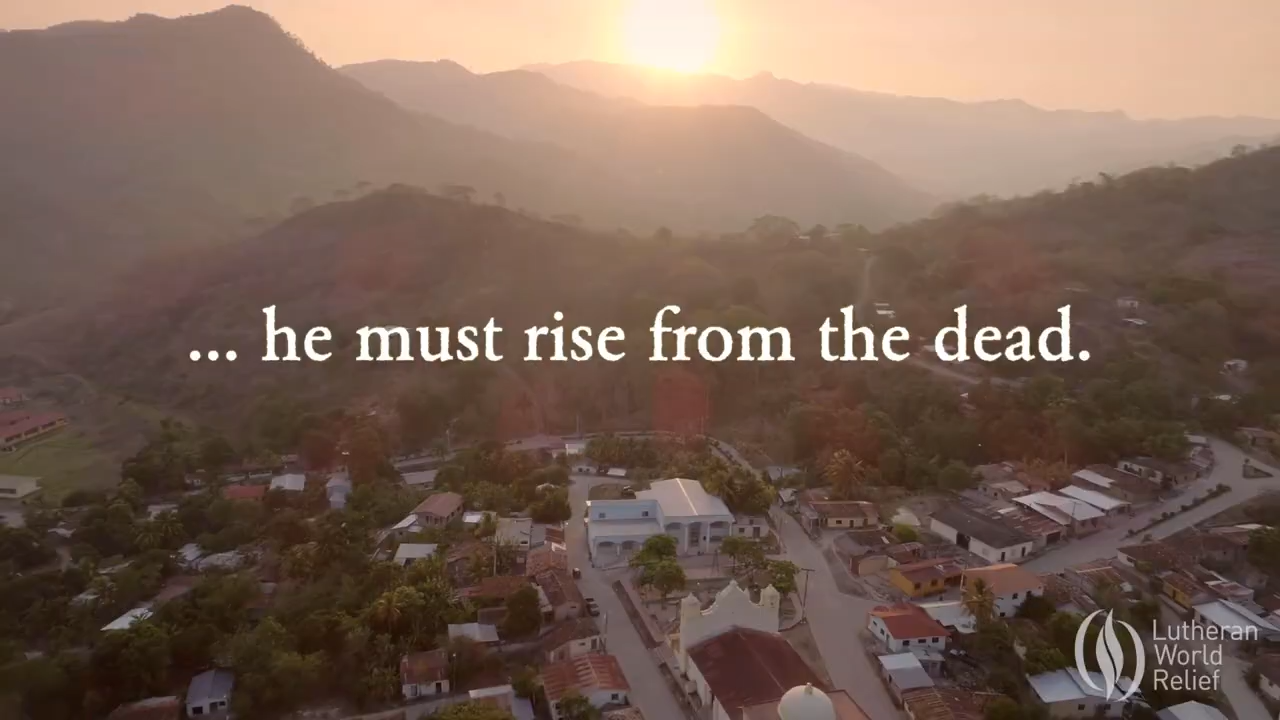 ... he must rise from the dead.
Lutheran
World
Relief